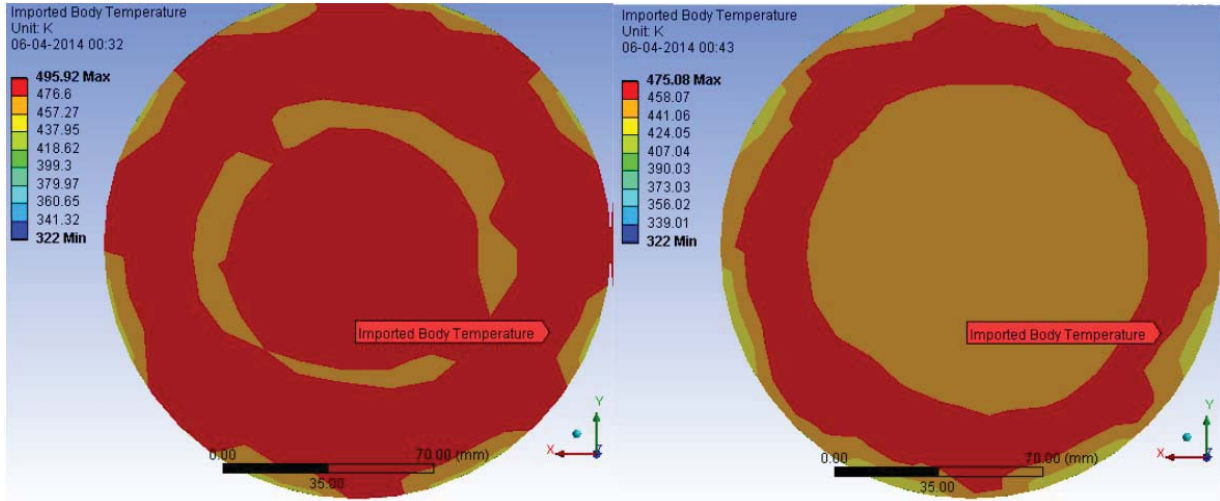 Imported Body Temperature
Unit: K
06-04-2014 00:32
495.92 Max
476.6
457.27
437.95
418.62
399.3
379.97
360.65
341.32
322 Min
Imported Body Temperature
Y
X
Z
0.00
70.00 (mm)
35.00
Imported Body Temperature
Unit: K
06-04-2014 00:43
475.08 Max
458.07
441.06
424.05
407.04
390.03
373.03
356.02
339.01
322 Min
Imported Body Temperature
Y
X
Z
0.00
70.00 (mm)
35.00